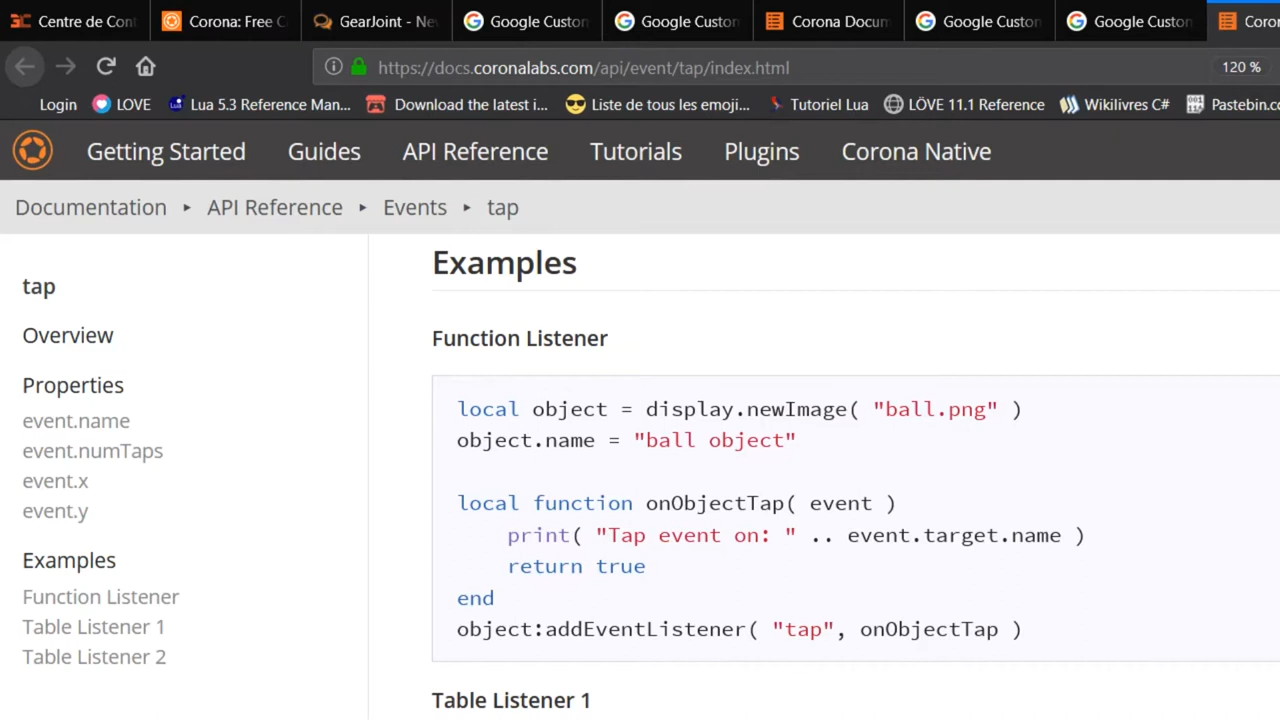 Centre de Cont
Corona: Free C
GearJoint - Ne
Google Custon
Google Custon
Corona Docum
Google Custon
Google Custon
Coro
https://docs.coronalabs.com/api/event/tap/index.html
120 %
Login
LOVE
Lua 5.3 Reference Man...
Download the latest i...
Liste de tous les emoji...
Tutoriel Lua
LÖVE 11.1 Reference
Wikilivres C#
Pastebin.co
Getting Started
Guides
API Reference
Tutorials
Plugins
Corona Native
Documentation ▸ API Reference ▸ Events ▸ tap
tap
Overview
Properties
event.name
event.numTaps
event.x
event.y
Examples
Function Listener
Table Listener 1
Table Listener 2
Examples
Function Listener
local object = display.newImage( "ball.png" )
object.name = "ball object"
local function onObjectTap( event )
print( "Tap event on: " .. event.target.name )
return true
end
object:addEventListener( "tap", onObjectTap )
Table Listener 1